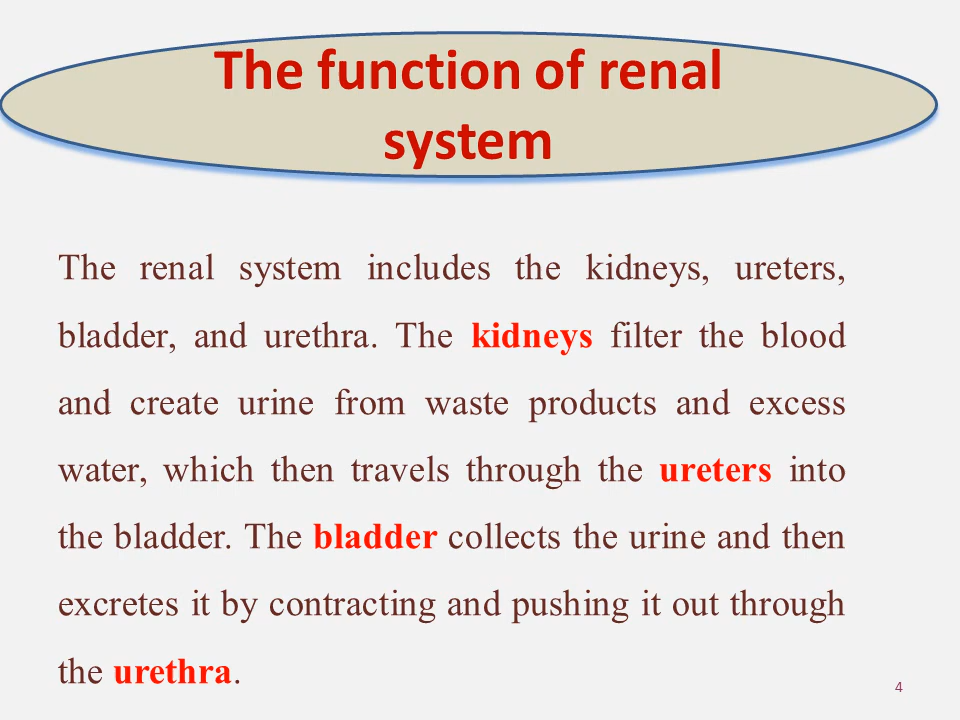 The function of renal
system
The renal system includes the kidneys, ureters,
bladder, and urethra. The kidneys filter the blood
and create urine from waste products and excess
water, which then travels through the ureters into
the bladder. The bladder collects the urine and then
excretes it by contracting and pushing it out through
the urethra.
4